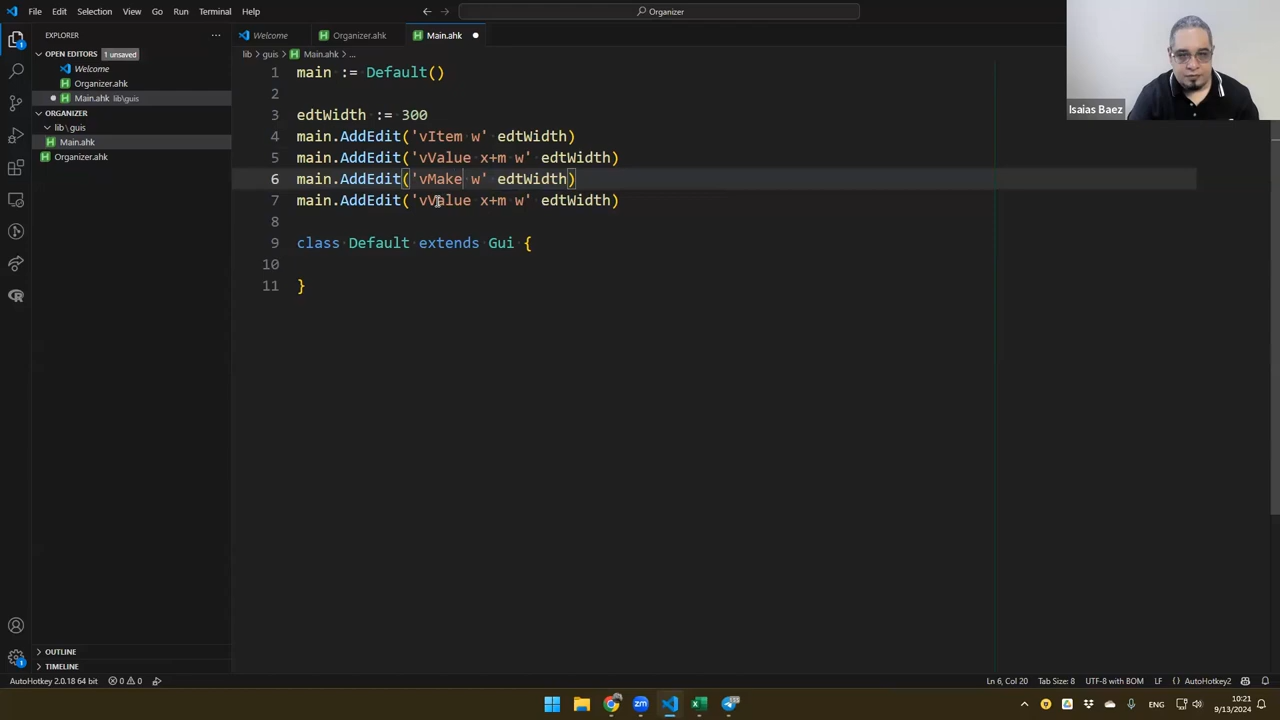 File Edit Selection View Go Run Terminal Help
Organizer
EXPLORER ...
Welcome Organizer.ahk Main.ahk
OPEN EDITORS 1 unsaved
Welcome
Organizer.ahk
Main.ahk lib\guis
ORGANIZER
lib\guis
Main.ahk
Organizer.ahk
lib > guis > Main.ahk > ...
1 main := Default()
2
3 edtWidth := 300
4 main.AddEdit('vItem w' edtWidth)
5 main.AddEdit('vValue x+m w' edtWidth)
6 main.AddEdit('vMake w' edtWidth)
7 main.AddEdit('vValue x+m w' edtWidth)
8
9 class Default extends Gui {
10
11 }
Isaias Baez
OUTLINE
TIMELINE
AutoHotkey 2.0.18 64 bit 0 0
Ln 6, Col 20 Tab Size: 8 UTF-8 with BOM LF {} AutoHotkey2
ENG
10:21
9/13/2024